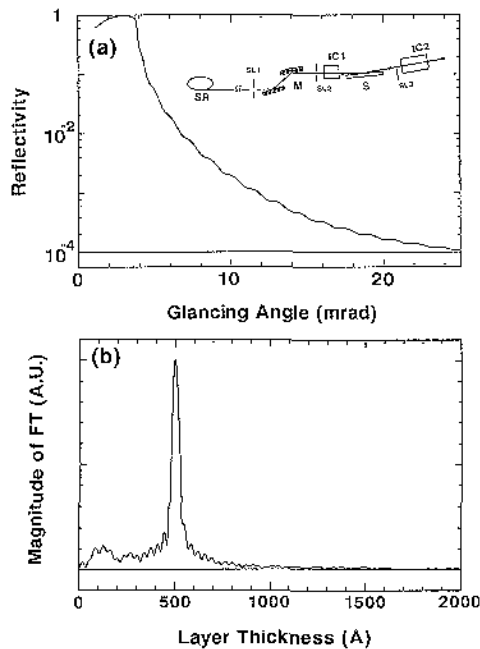 (a)
1
10⁻²
10⁻⁴
Reflectivity
SR
SL1
M
SL2
IC1
S
SL3
IC2
0 10 20
Glancing Angle (mrad)
(b)
Magnitude of FT (A.U.)
0 500 1000 1500 2000
Layer Thickness (A)